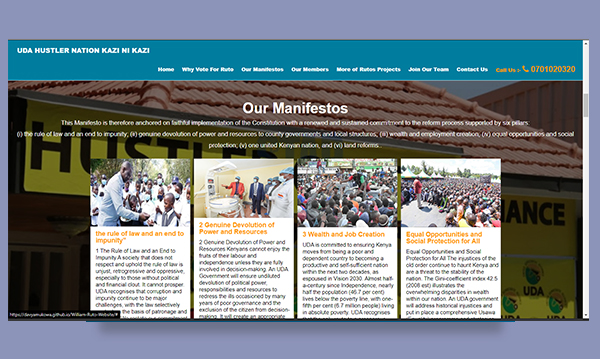 UDA HUSTLER NATION KAZI NI KAZI
Home Why Vote For Ruto Our Manifestos Our Members More of Rutos Projects Join Our Team Contact Us Call Us :- 0701020320
Our Manifestos
This Manifesto is therefore anchored on faithful implementation of the Constitution with a renewed and sustained commitment to the reform process supported by six pillars:
(i) the rule of law and an end to impunity; (ii) genuine devolution of power and resources to county governments and local structures; (iii) wealth and employment creation; (iv) equal opportunities and social
protection; (v) one united Kenyan nation, and (vi) land reforms .
HUSTLER
the rule of law and an end to
impunity"
1 The Rule of Law and an End to
Impunity A society that does not
respect and uphold the rule of law is
unjust, retrogressive and oppressive,
especially to those without political
and financial clout. It cannot prosper.
UDA recognises that corruption and
impunity continue to be major
challenges, with the law selectively
the basis of patronage and
2 Genuine Devolution of
Power and Resources
2 Genuine Devolution of Power and
Resources Kenyans cannot enjoy the
fruits of their labour and
independence unless they are fully
involved in decision-making. An UDA
Government will ensure undiluted
devolution of political power,
responsibilities and resources to
redress the ills occasioned by many
years of poor governance and the
exclusion of the citizen from decision-
making. It will create an appropriate
3 Wealth and Job Creation
UDA is committed to ensuring Kenya
moves from being a poor and
dependent country to becoming a
productive and self-sufficient nation
within the next two decades, as
espoused in Vision 2030. Almost half-
a-century since Independence, nearly
half the population (46.7 per cent)
lives below the poverty line, with one-
fifth per cent (6.7 million people) living
in absolute poverty. UDA recognises
Equal Opportunities and
Social Protection for All
Equal Opportunities and Social
Protection for All The injustices of the
old order continue to haunt Kenya and
are a threat to the stability of the
nation. The Gini-coefficient index 42.5
(2008 est) illustrates the
overwhelming disparities in wealth
within our nation. An UDA government
will address historical injustices and
put in place a comprehensive Usawa
ANCE
UDA
UDA
https://devyamukowa.github.io/William-Ruto-Website/#